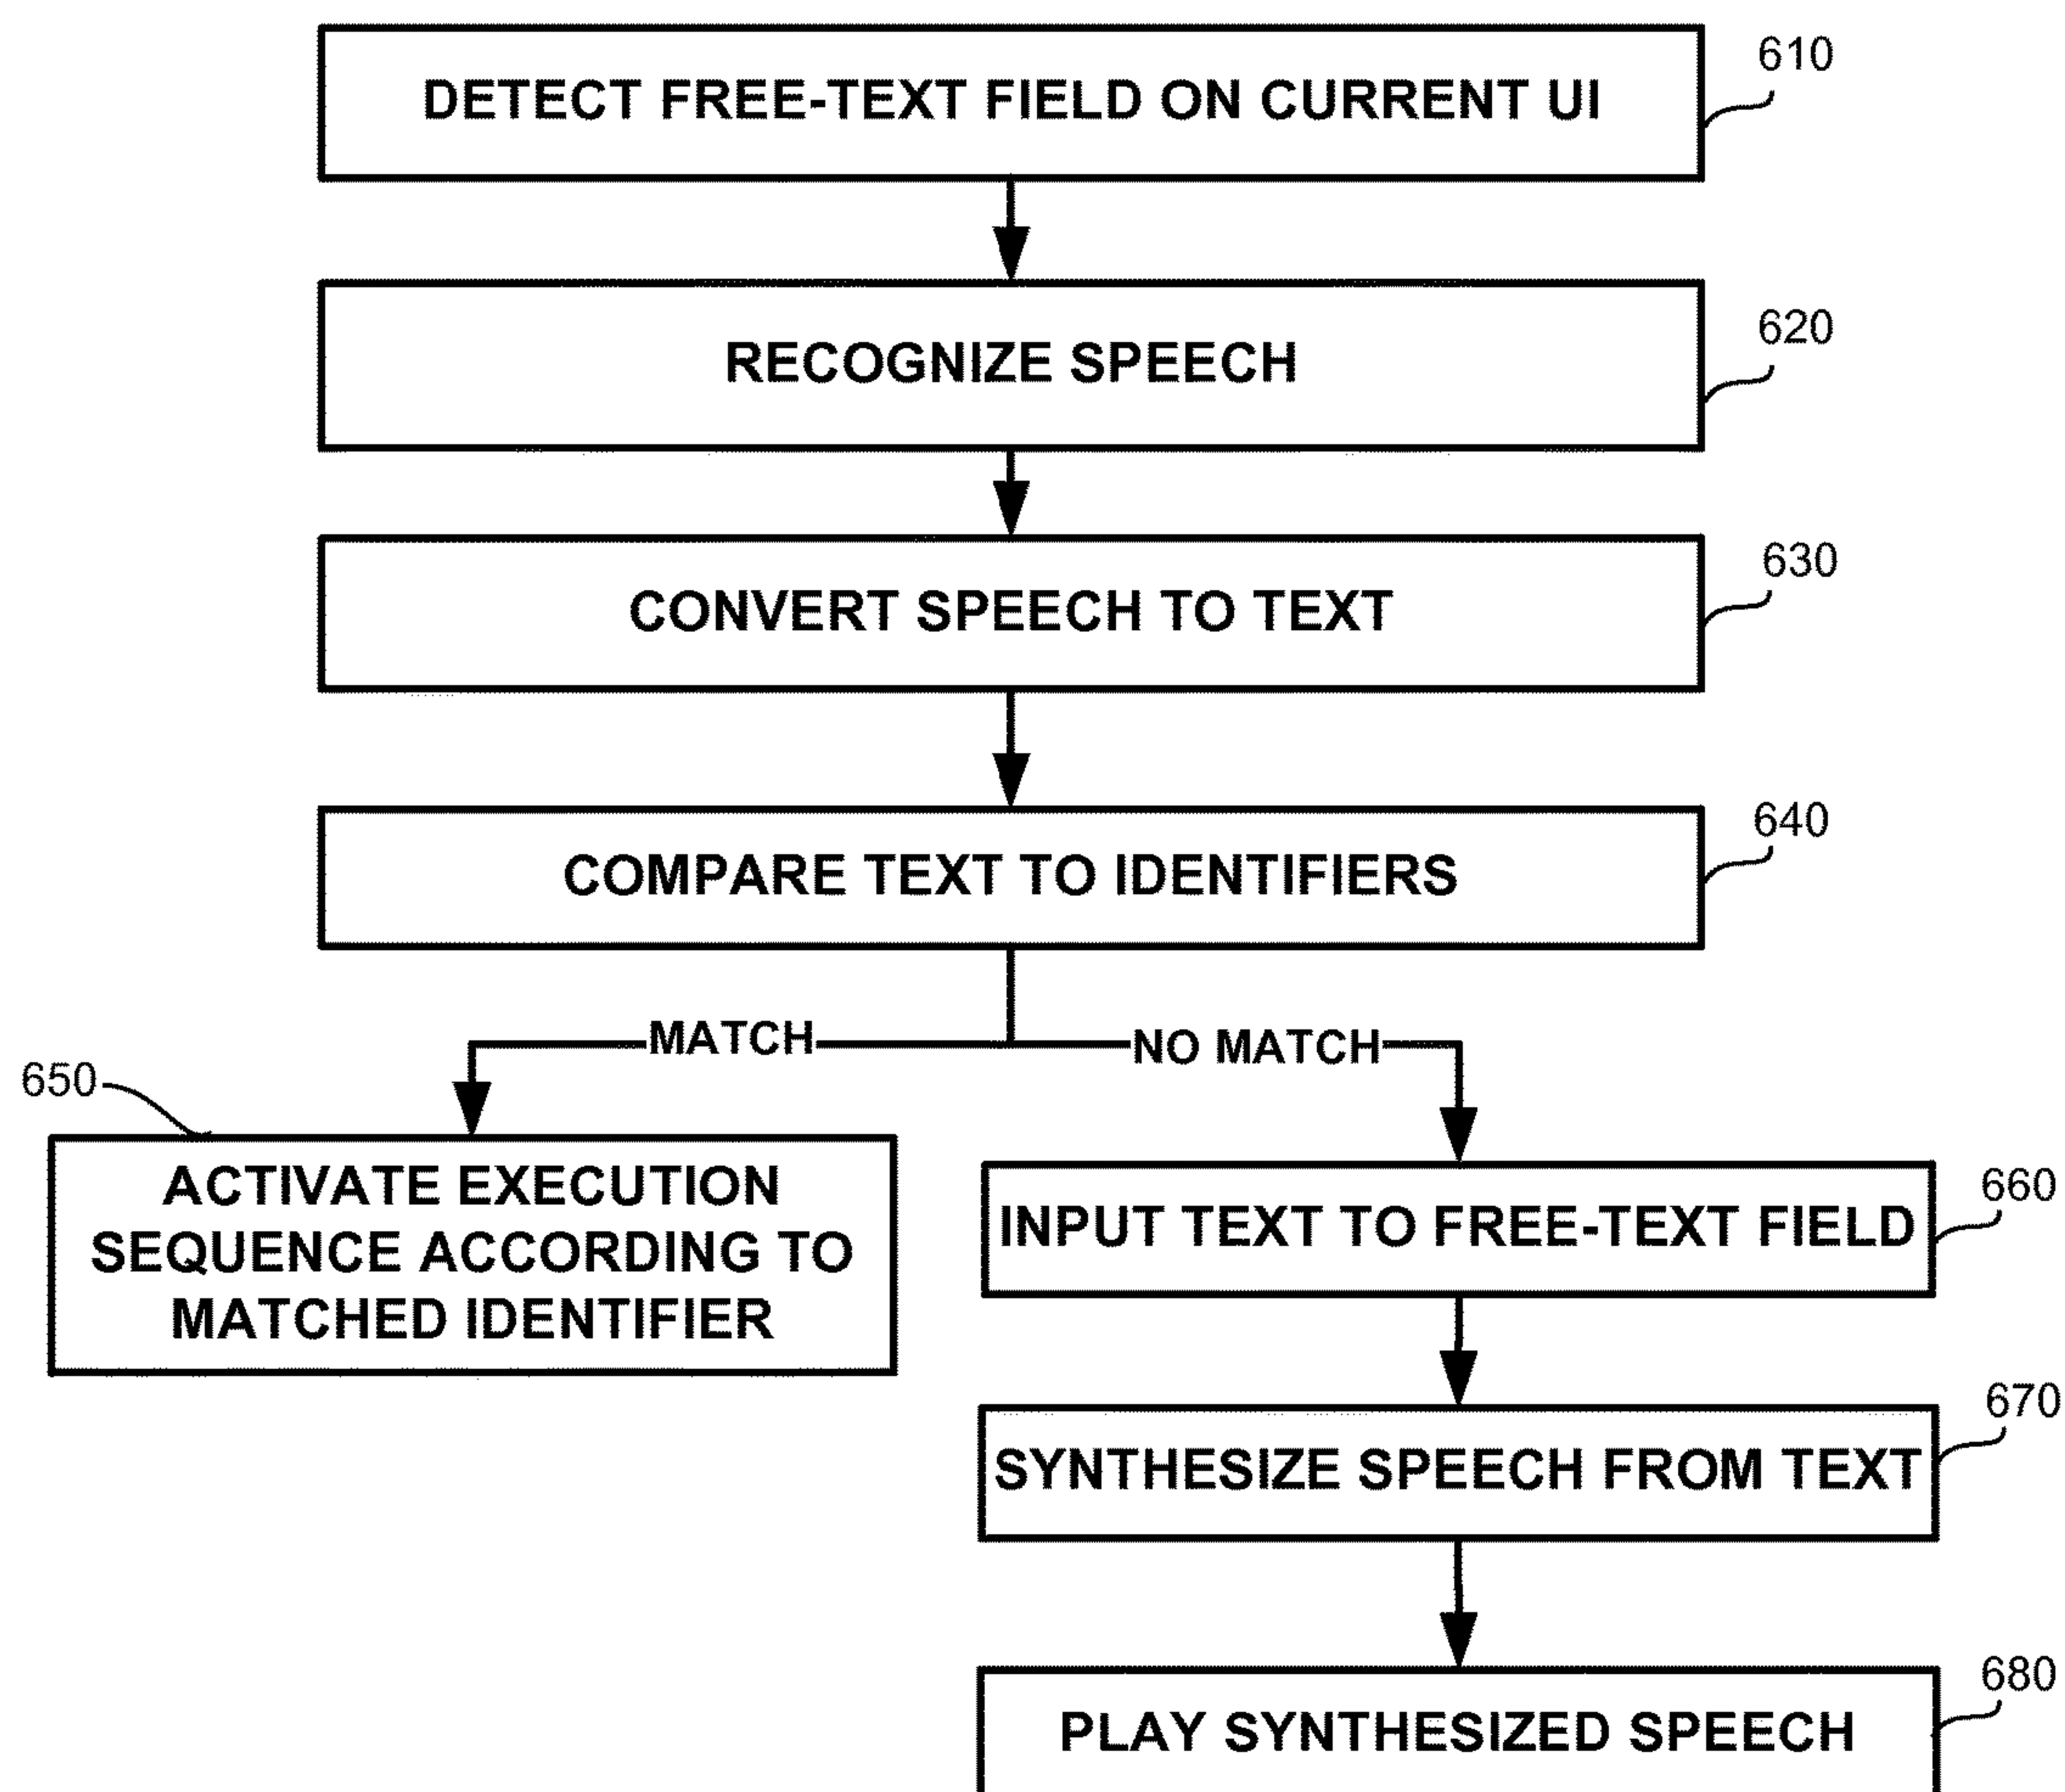 DETECT FREE-TEXT FIELD ON CURRENT UI
610
RECOGNIZE SPEECH
620
CONVERT SPEECH TO TEXT
630
COMPARE TEXT TO IDENTIFIERS
640
MATCH
NO MATCH
650
ACTIVATE EXECUTION
SEQUENCE ACCORDING TO
MATCHED IDENTIFIER
INPUT TEXT TO FREE-TEXT FIELD
660
SYNTHESIZE SPEECH FROM TEXT
670
PLAY SYNTHESIZED SPEECH
680